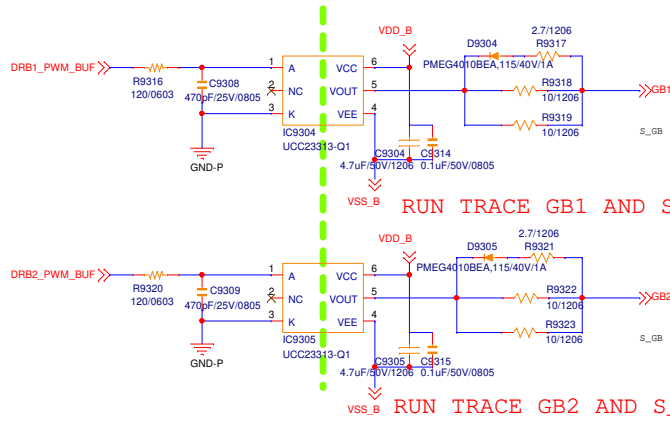 VDD_B
2.7/1206
D9304 R9317
DRB1_PWM_BUF
1 A VCC 6
PMEG4010BEA,115/40V/1A
R9316
120/0603
C9308
470pF/25V/0805
2 NC VOUT 5
R9318
10/1206
GB1
3 K VEE 4
R9319
10/1206
S_GB
IC9304
UCC23313-Q1
C9304 C9314
4.7uF/50V/1206 0.1uF/50V/0805
GND-P
VSS_B
RUN TRACE GB1 AND S
VDD_B
2.7/1206
D9305 R9321
DRB2_PWM_BUF
1 A VCC 6
PMEG4010BEA,115/40V/1A
R9320
120/0603
C9309
470pF/25V/0805
2 NC VOUT 5
R9322
10/1206
GB2
3 K VEE 4
R9323
10/1206
S_GB
IC9305
UCC23313-Q1
C9305 C9315
4.7uF/50V/1206 0.1uF/50V/0805
GND-P
VSS_B
RUN TRACE GB2 AND S_